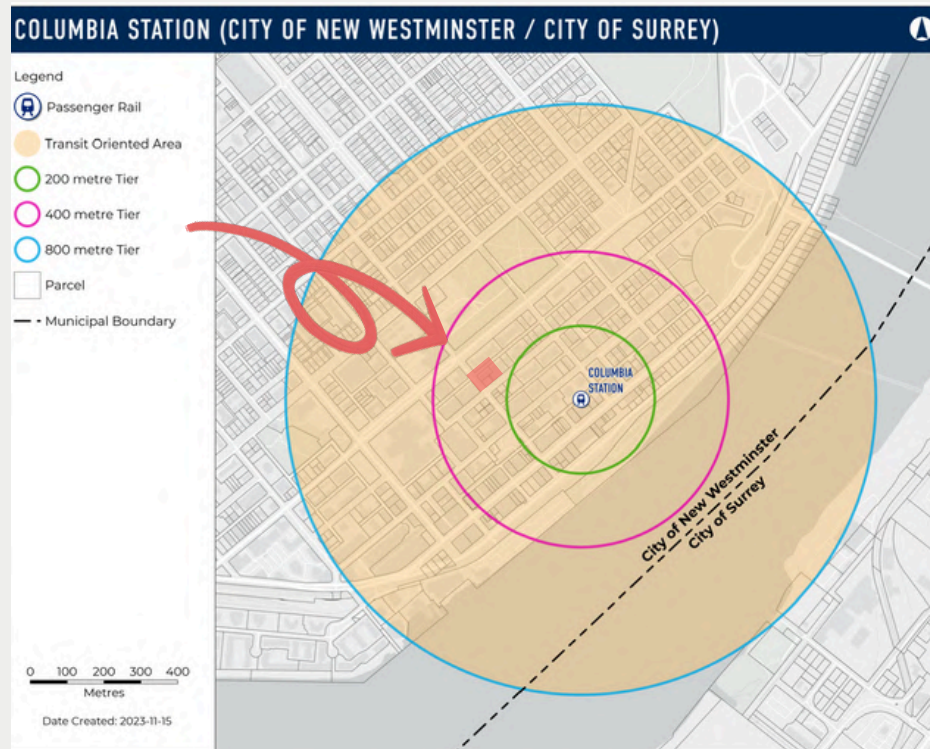 COLUMBIA STATION (CITY OF NEW WESTMINSTER / CITY OF SURREY)
Legend
Passenger Rail
Transit Oriented Area
200 metre Tier
400 metre Tier
800 metre Tier
Parcel
Municipal Boundary
COLUMBIA
STATION
City of New Westminster
City of Surrey
0 100 200 300 400
Metres
Date Created: 2023-11-15